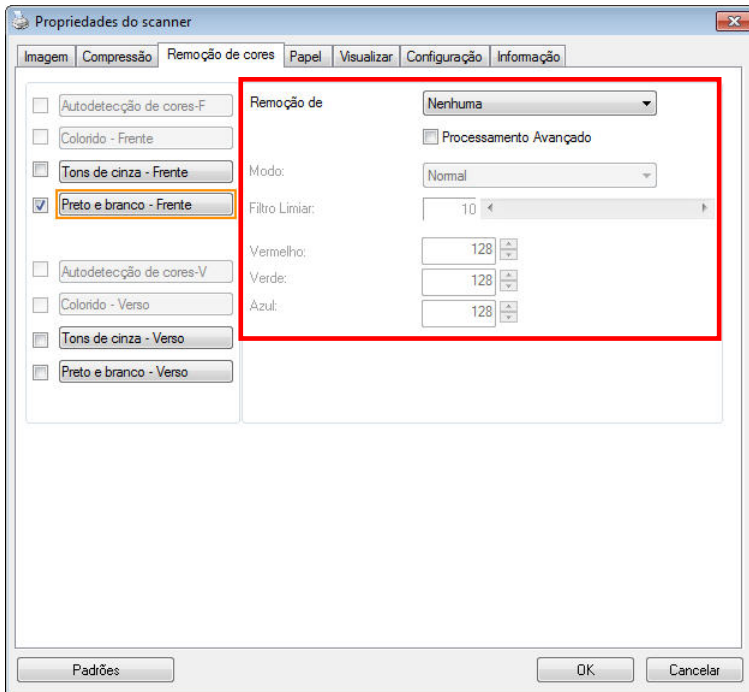 Propriedades do scanner
Imagem Compressão Remoção de cores Papel Visualizar Configuração Informação
Autodetecção de cores-F
Colorido - Frente
Tons de cinza - Frente
Preto e branco - Frente
Autodetecção de cores-V
Colorido - Verso
Tons de cinza - Verso
Preto e branco - Verso
Remoção de Nenhuma
Processamento Avançado
Modo: Normal
Filtro Limiar: 10
Vermelho: 128
Verde: 128
Azul: 128
Padrões OK Cancelar